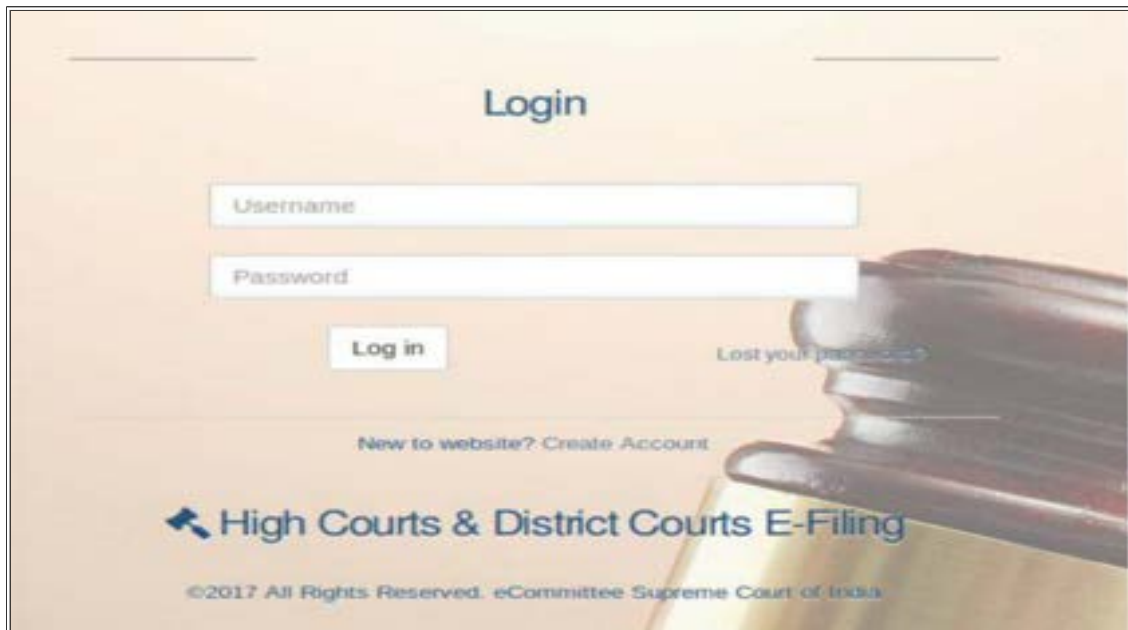 Login
Username
Password
Log in
Lost your password?
New to website? Create Account
High Courts & District Courts E-Filing
©2017 All Rights Reserved. eCommittee Supreme Court of India